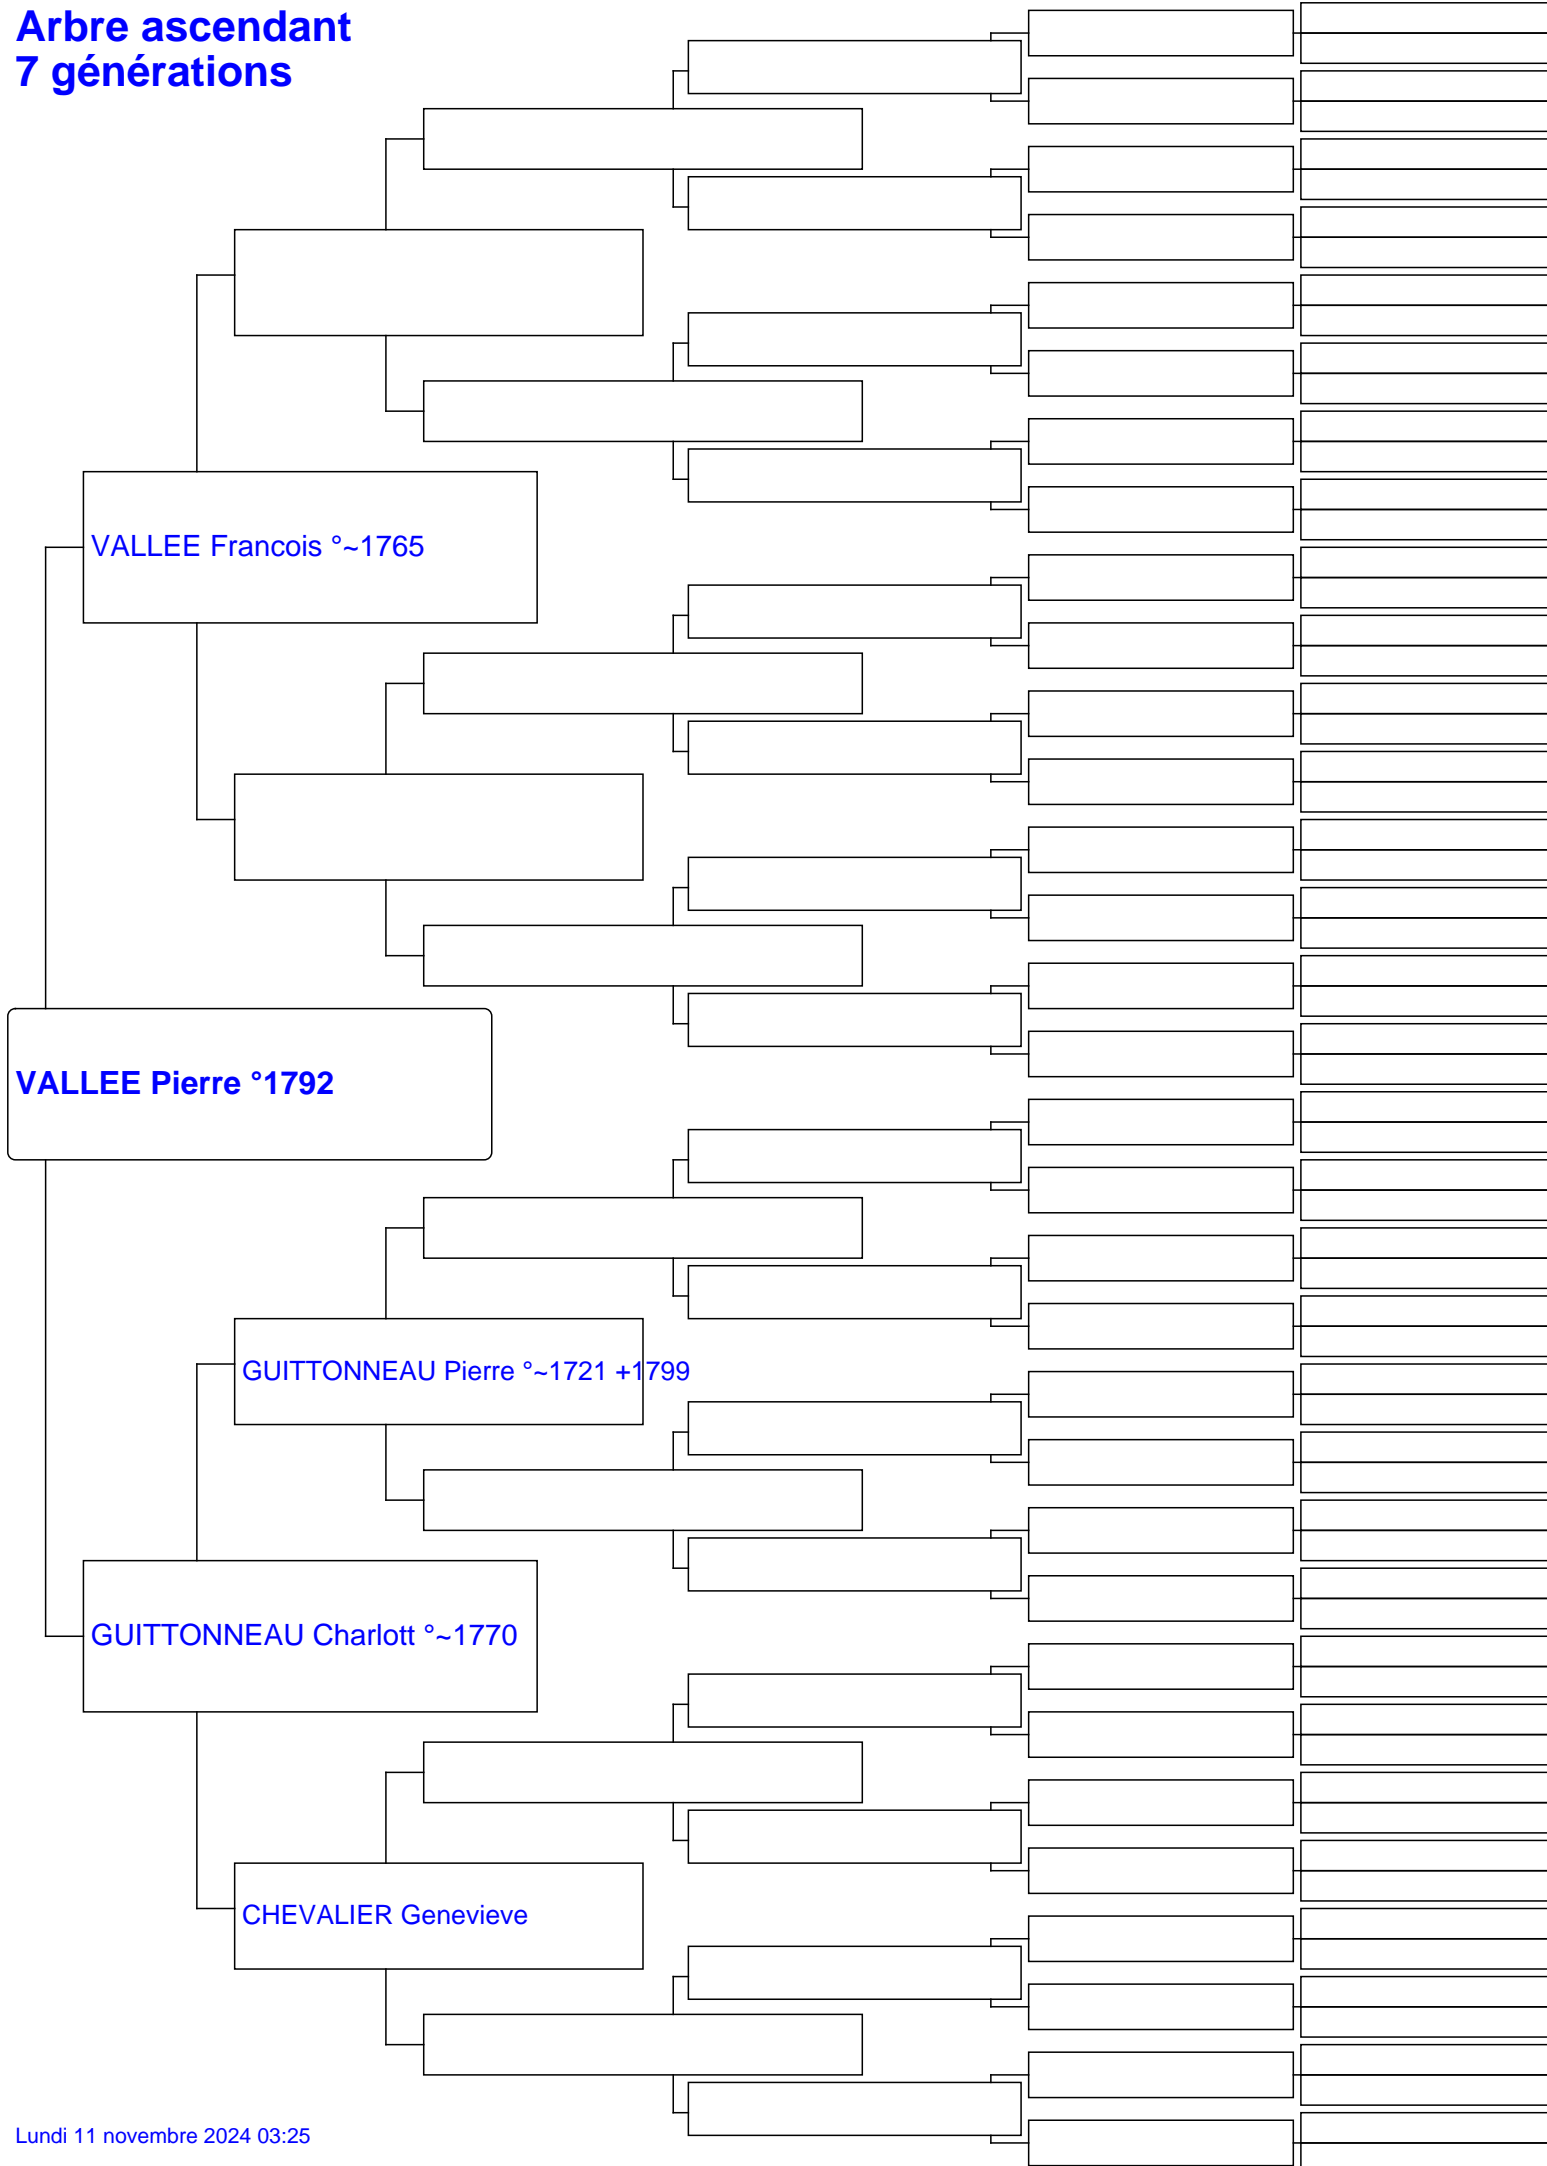 Arbre ascendant
7 générations
VALLEE Francois °~1765
VALLEE Pierre °1792
GUITTONNEAU Pierre °~1721 +1799
GUITTONNEAU Charlott °~1770
CHEVALIER Genevieve
Lundi 11 novembre 2024 03:25